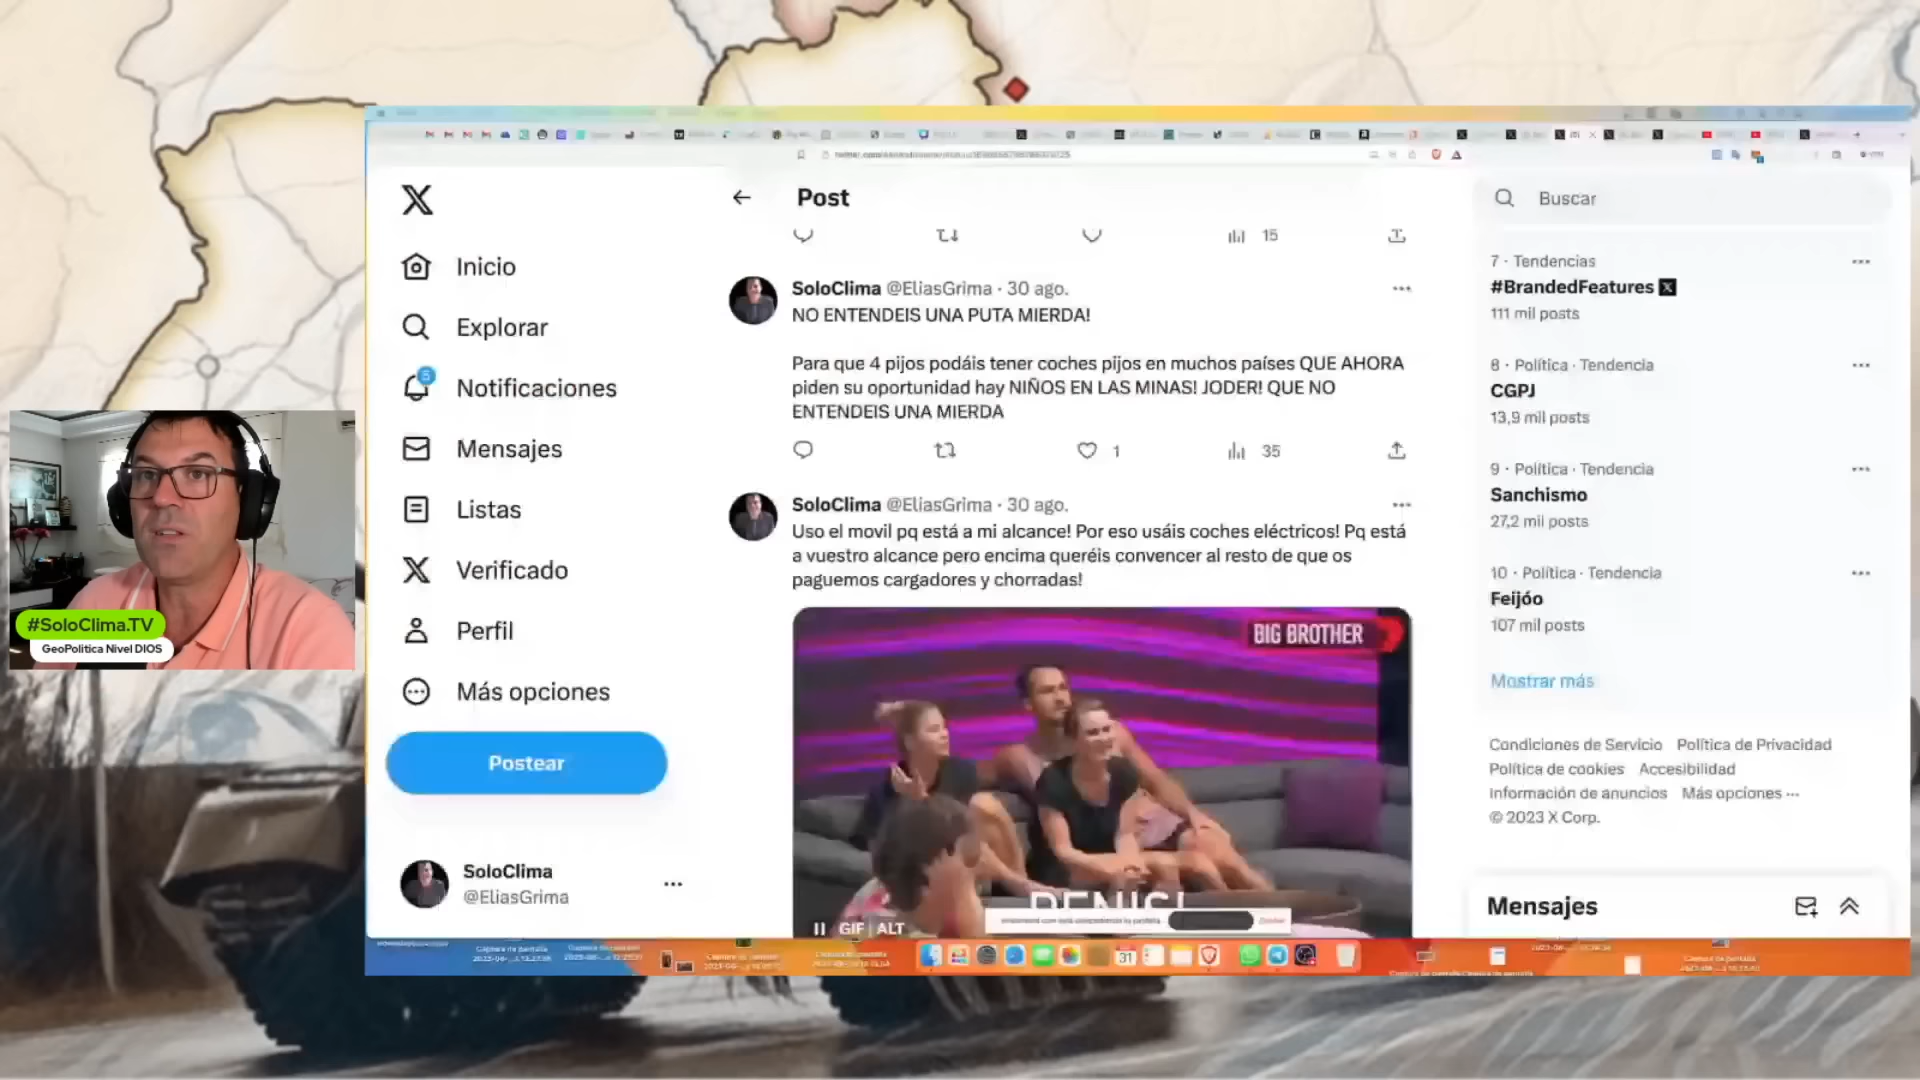 Inicio
Explorar
5
Notificaciones
Mensajes
Listas
Verificado
Perfil
Más opciones
Postear
SoloClima
@EliasGrima
#SoloClima.TV
GeoPolitica Nivel DIOS
Post
15
SoloClima @EliasGrima · 30 ago.
NO ENTENDEIS UNA PUTA MIERDA!
Para que 4 pijos podáis tener coches pijos en muchos países QUE AHORA
piden su oportunidad hay NIÑOS EN LAS MINAS! JODER! QUE NO
ENTENDEIS UNA MIERDA
1
35
SoloClima @EliasGrima · 30 ago.
Uso el movil pq está a mi alcance! Por eso usáis coches eléctricos! Pq está
a vuestro alcance pero encima queréis convencer al resto de que os
paguemos cargadores y chorradas!
BIG BROTHER
GIF ALT
Buscar
7 · Tendencias
#BrandedFeatures
111 mil posts
8 · Política · Tendencia
CGPJ
13,9 mil posts
9 · Política · Tendencia
Sanchismo
27,2 mil posts
10 · Política · Tendencia
Feijóo
107 mil posts
Mostrar más
Condiciones de Servicio Política de Privacidad
Política de cookies Accesibilidad
Información de anuncios Más opciones ···
© 2023 X Corp.
Mensajes
31